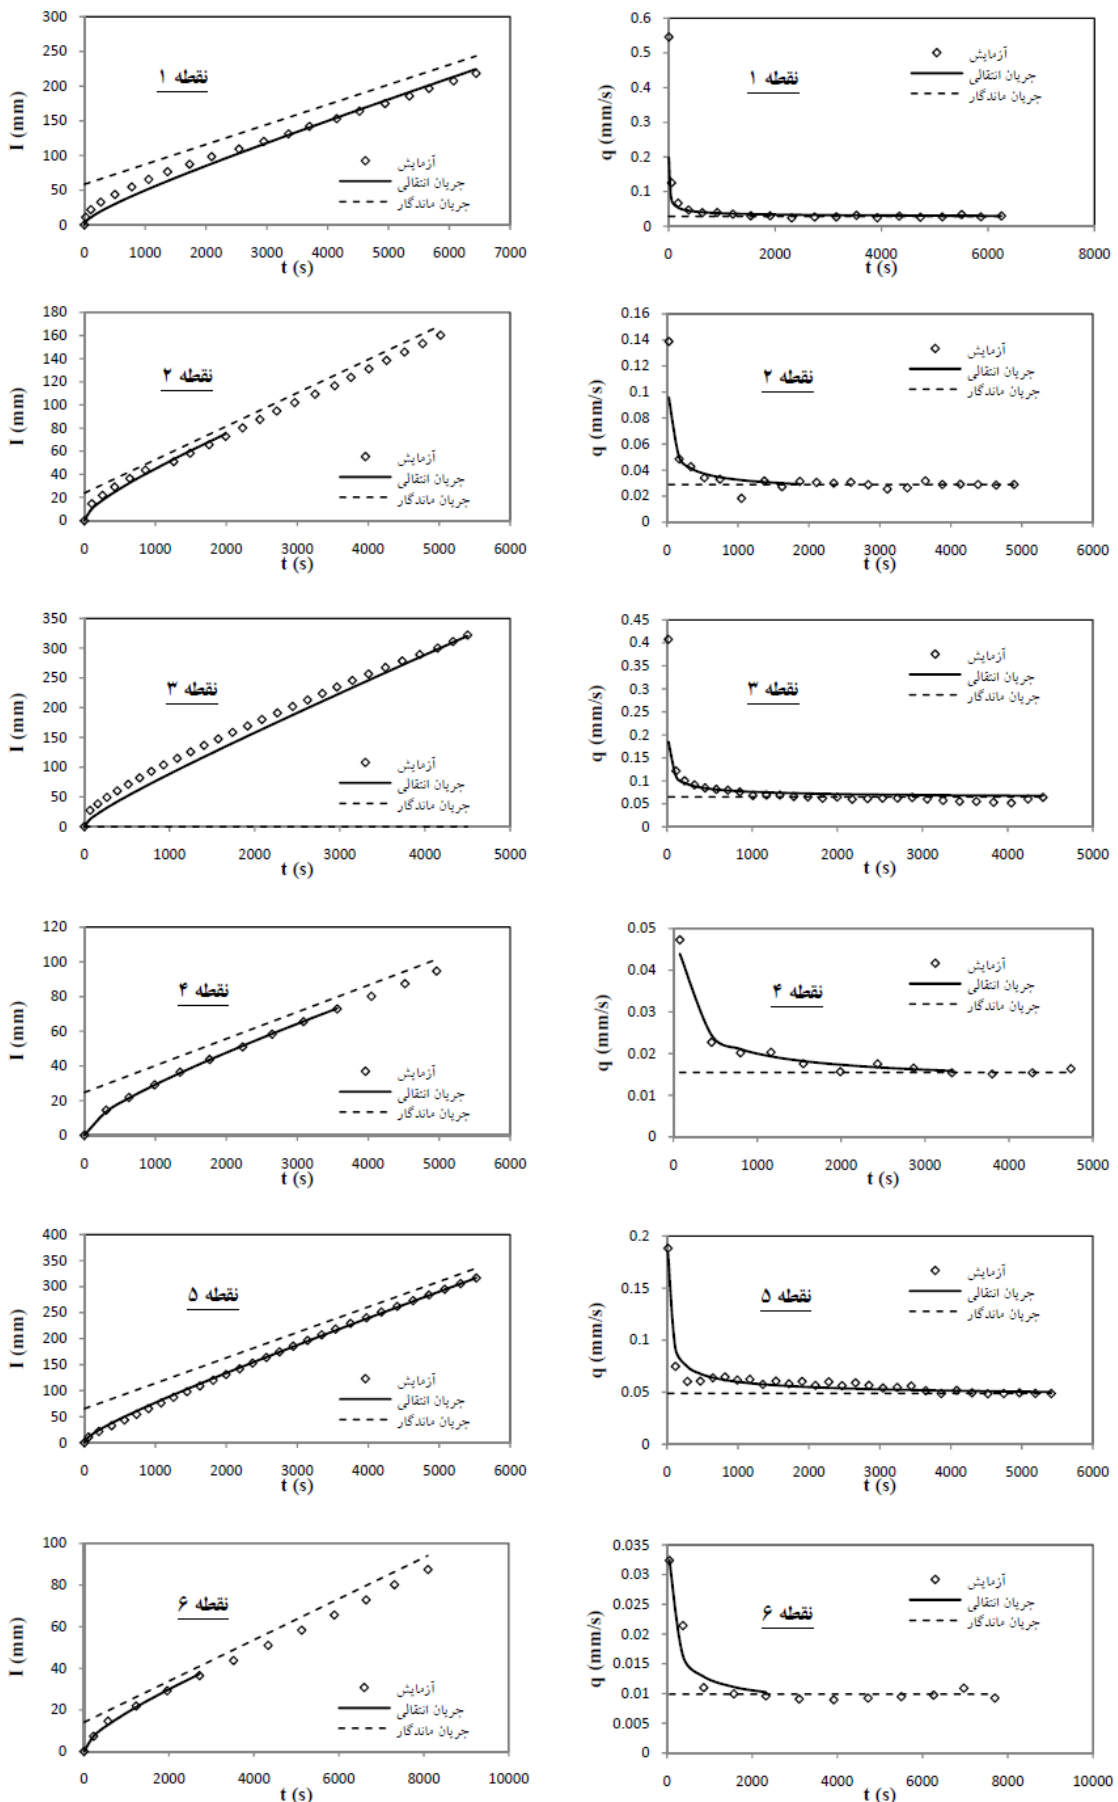 300
250
200
150
100
50
0
I (mm)
نقطه ۱
آزمایش
جریان انتقالی
جریان ماندگار
0 1000 2000 3000 4000 5000 6000 7000
t (s)
0.6
0.5
0.4
0.3
0.2
0.1
0
q (mm/s)
نقطه ۱
آزمایش
جریان انتقالی
جریان ماندگار
0 2000 4000 6000 8000
t (s)
180
160
140
120
100
80
60
40
20
0
I (mm)
نقطه ۲
آزمایش
جریان انتقالی
جریان ماندگار
0 1000 2000 3000 4000 5000 6000
t (s)
0.16
0.14
0.12
0.1
0.08
0.06
0.04
0.02
0
q (mm/s)
نقطه ۲
آزمایش
جریان انتقالی
جریان ماندگار
0 1000 2000 3000 4000 5000 6000
t (s)
350
300
250
200
150
100
50
0
I (mm)
نقطه ۳
آزمایش
جریان انتقالی
جریان ماندگار
0 1000 2000 3000 4000 5000
t (s)
0.45
0.4
0.35
0.3
0.25
0.2
0.15
0.1
0.05
0
q (mm/s)
نقطه ۳
آزمایش
جریان انتقالی
جریان ماندگار
0 1000 2000 3000 4000 5000
t (s)
120
100
80
60
40
20
0
I (mm)
نقطه ۴
آزمایش
جریان انتقالی
جریان ماندگار
0 1000 2000 3000 4000 5000 6000
t (s)
0.05
0.04
0.03
0.02
0.01
0
q (mm/s)
نقطه ۴
آزمایش
جریان انتقالی
جریان ماندگار
0 1000 2000 3000 4000 5000
t (s)
400
350
300
250
200
150
100
50
0
I (mm)
نقطه ۵
آزمایش
جریان انتقالی
جریان ماندگار
0 1000 2000 3000 4000 5000 6000
t (s)
0.2
0.15
0.1
0.05
0
q (mm/s)
نقطه ۵
آزمایش
جریان انتقالی
جریان ماندگار
0 1000 2000 3000 4000 5000 6000
t (s)
100
80
60
40
20
0
I (mm)
نقطه ۶
آزمایش
جریان انتقالی
جریان ماندگار
0 2000 4000 6000 8000 10000
t (s)
0.035
0.03
0.025
0.02
0.015
0.01
0.005
0
q (mm/s)
نقطه ۶
آزمایش
جریان انتقالی
جریان ماندگار
0 2000 4000 6000 8000 10000
t (s)